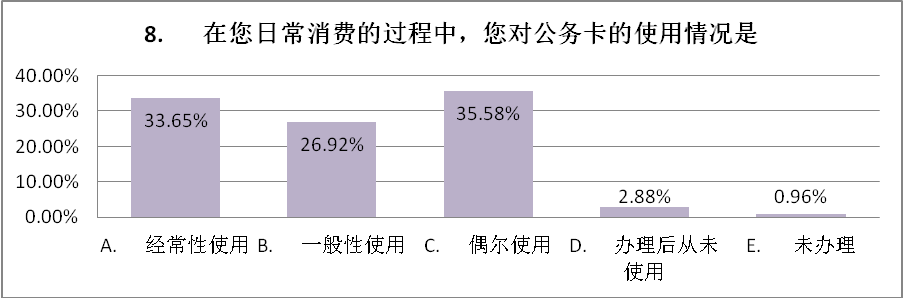 8. 在您日常消费的过程中，您对公务卡的使用情况是
40.00%
30.00%
20.00%
10.00%
0.00%
33.65%
26.92%
35.58%
2.88%
0.96%
A. 经常性使用
B. 一般性使用
C. 偶尔使用
D. 办理后从未
使用
E. 未办理